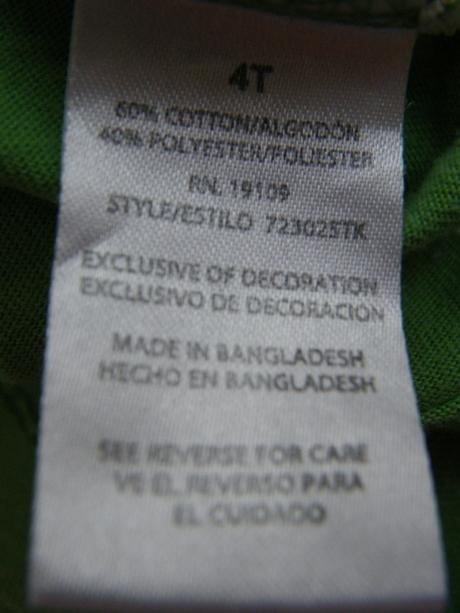 4T
60% COTTON/ALGODÓN
40% POLYESTER/POLIESTER
RN. 19109
STYLE/ESTILO 723025TK
EXCLUSIVE OF DECORATION
EXCLUSIVO DE DECORACION
MADE IN BANGLADESH
HECHO EN BANGLADESH
SEE REVERSE FOR CARE
VE EL REVERSO PARA
EL CUIDADO